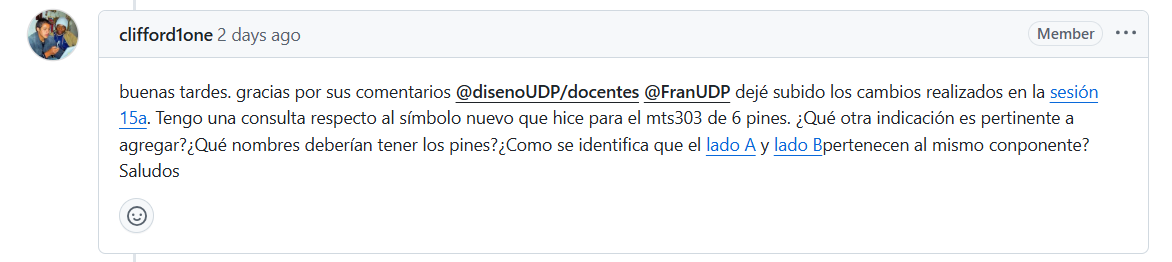 clifford1one 2 days ago Member ...
buenas tardes. gracias por sus comentarios @disenoUDP/docentes @FranUDP dejé subido los cambios realizados en la sesión
15a. Tengo una consulta respecto al símbolo nuevo que hice para el mts303 de 6 pines. ¿Qué otra indicación es pertinente a
agregar?¿Qué nombres deberían tener los pines?¿Como se identifica que el lado A y lado Bpertenecen al mismo conponente?
Saludos